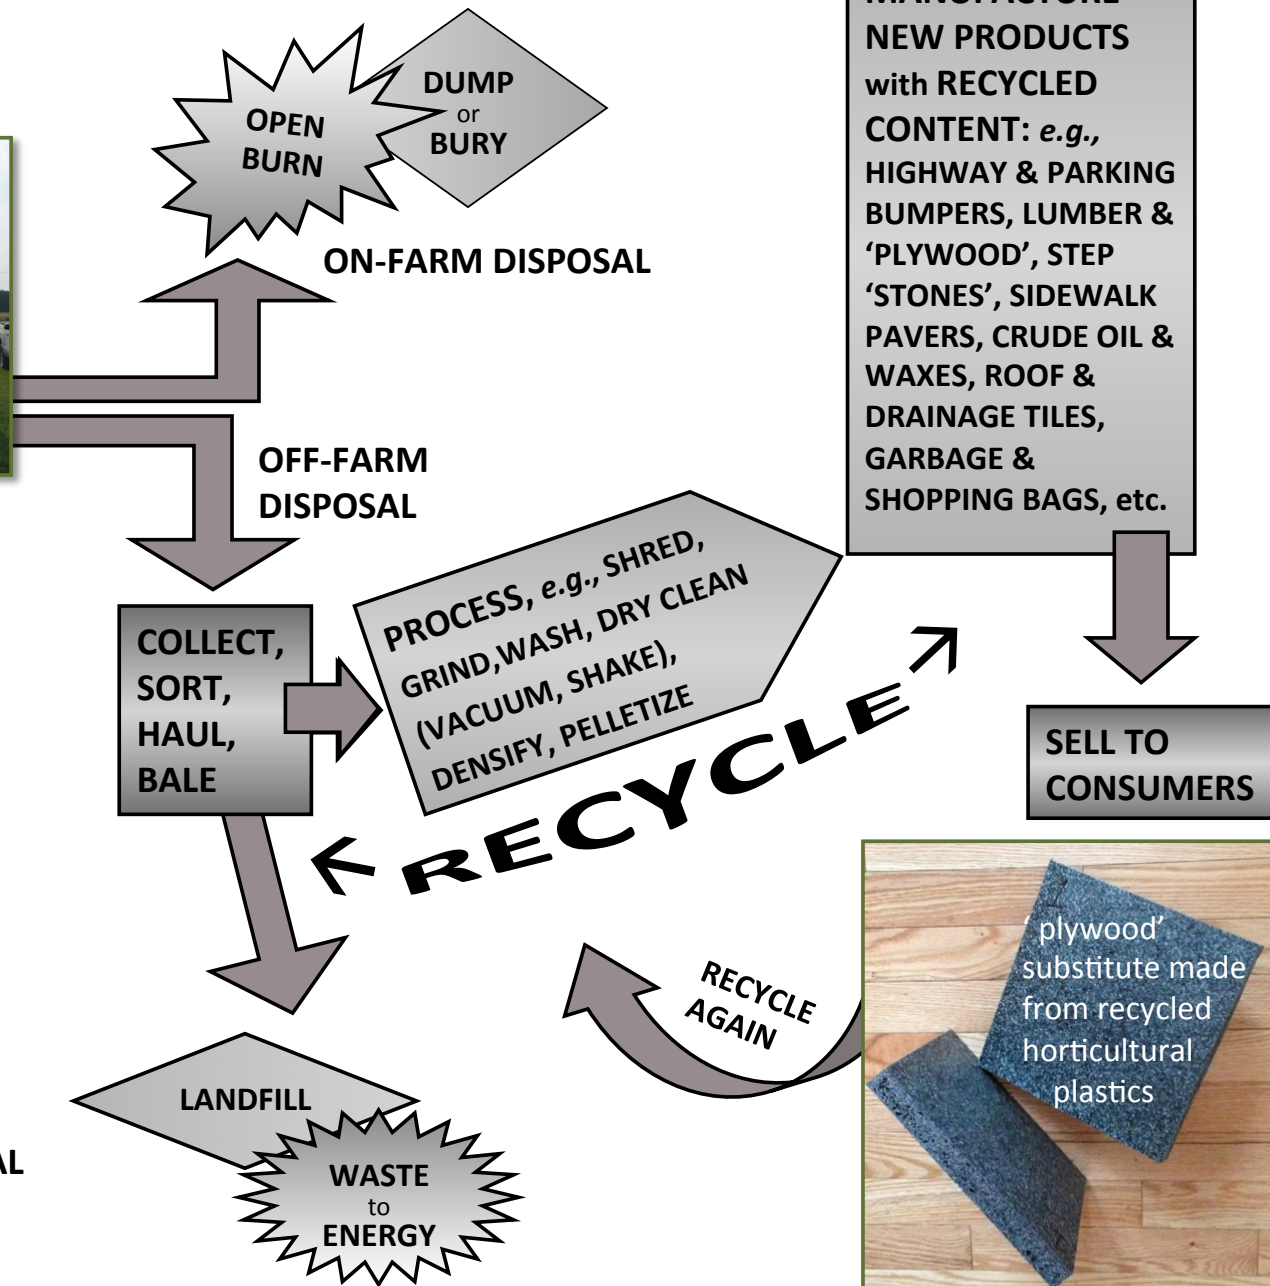 DUMP
or
BURY
OPEN
BURN
ON-FARM DISPOSAL
NEW PRODUCTS
with RECYCLED
CONTENT: e.g.,
HIGHWAY & PARKING
BUMPERS, LUMBER &
‘PLYWOOD’, STEP
‘STONES’, SIDEWALK
PAVERS, CRUDE OIL &
WAXES, ROOF &
DRAINAGE TILES,
GARBAGE &
SHOPPING BAGS, etc.
OFF-FARM
DISPOSAL
COLLECT,
SORT,
HAUL,
BALE
PROCESS, e.g., SHRED,
GRIND,WASH, DRY CLEAN
(VACUUM, SHAKE),
DENSIFY, PELLETIZE
RECYCLE
SELL TO
CONSUMERS
RECYCLE
AGAIN
‘plywood’
substitute made
from recycled
horticultural
plastics
LANDFILL
WASTE
to
ENERGY
AL